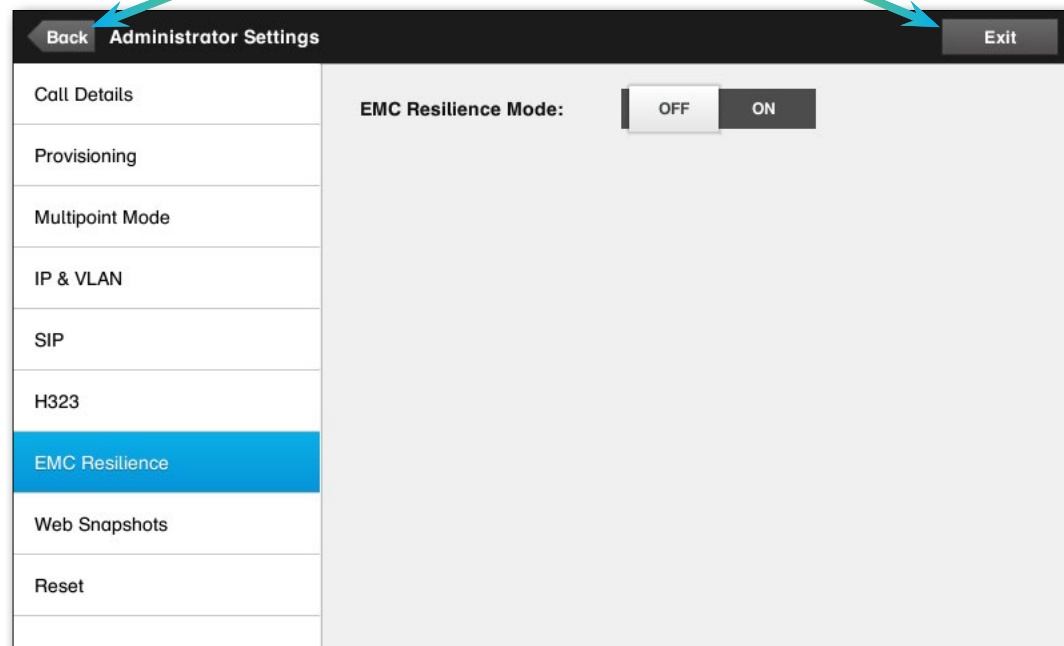 Back Administrator Settings Exit
Call Details
EMC Resilience Mode: OFF ON
Provisioning
Multipoint Mode
IP & VLAN
SIP
H323
EMC Resilience
Web Snapshots
Reset